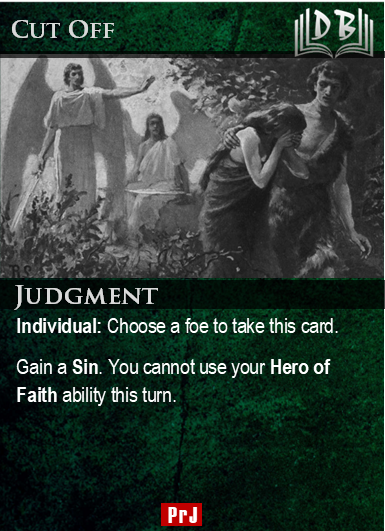 Cut Off
DB
Judgment
Individual: Choose a foe to take this card.
Gain a Sin. You cannot use your Hero of
Faith ability this turn.
PrJ